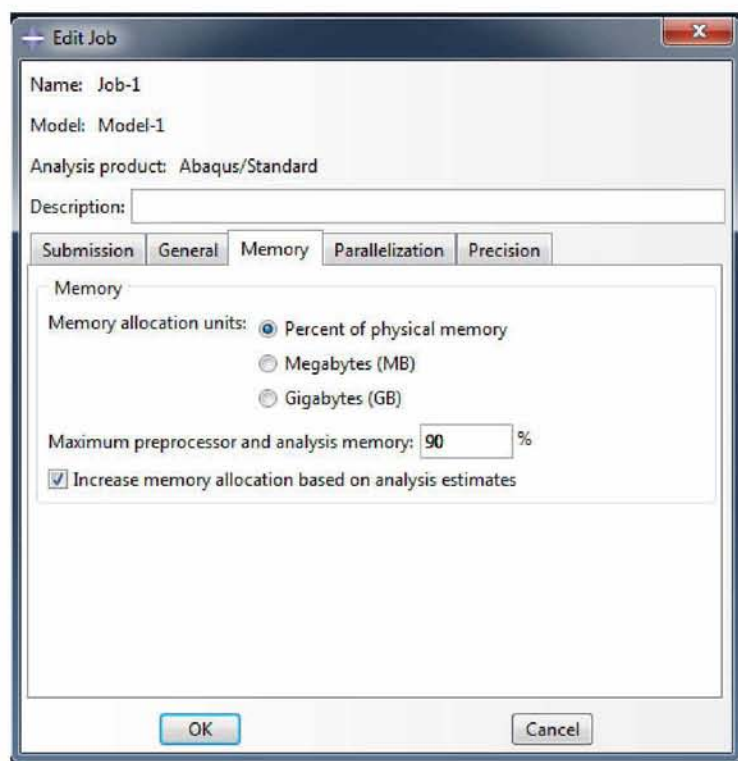 Edit Job
Name: Job-1
Model: Model-1
Analysis product: Abaqus/Standard
Description:
Submission General Memory Parallelization Precision
Memory
Memory allocation units: Percent of physical memory
Megabytes (MB)
Gigabytes (GB)
Maximum preprocessor and analysis memory: 90 %
Increase memory allocation based on analysis estimates
OK Cancel